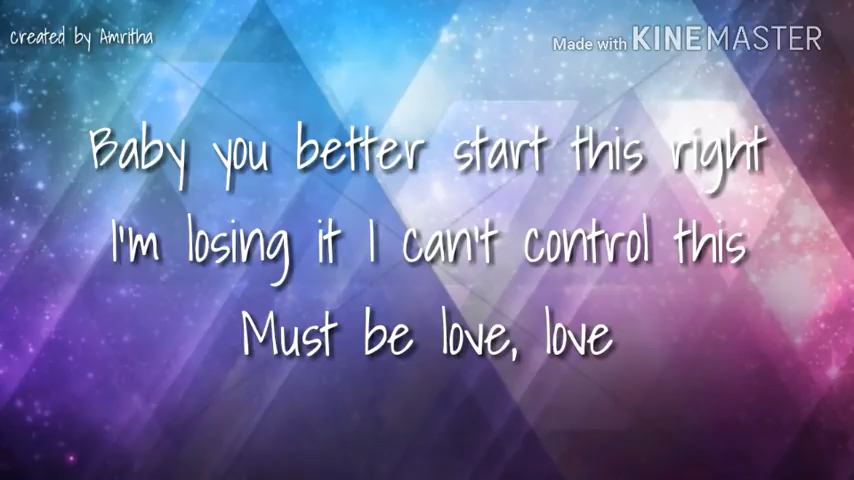 created by Amritha
Made with KINEMASTER
Baby you better start this right
I'm losing it I can't control this
Must be love, love